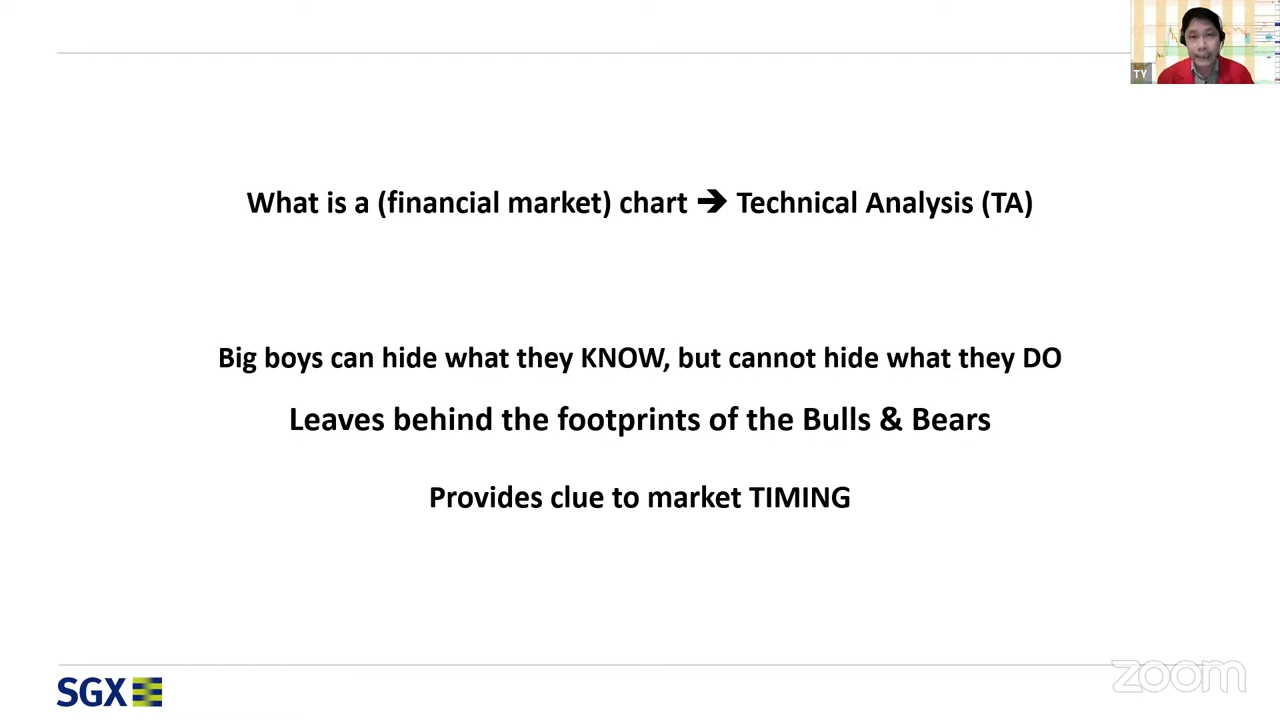 TY
What is a (financial market) chart ➔ Technical Analysis (TA)
Big boys can hide what they KNOW, but cannot hide what they DO
Leaves behind the footprints of the Bulls & Bears
Provides clue to market TIMING
SGX
zoom